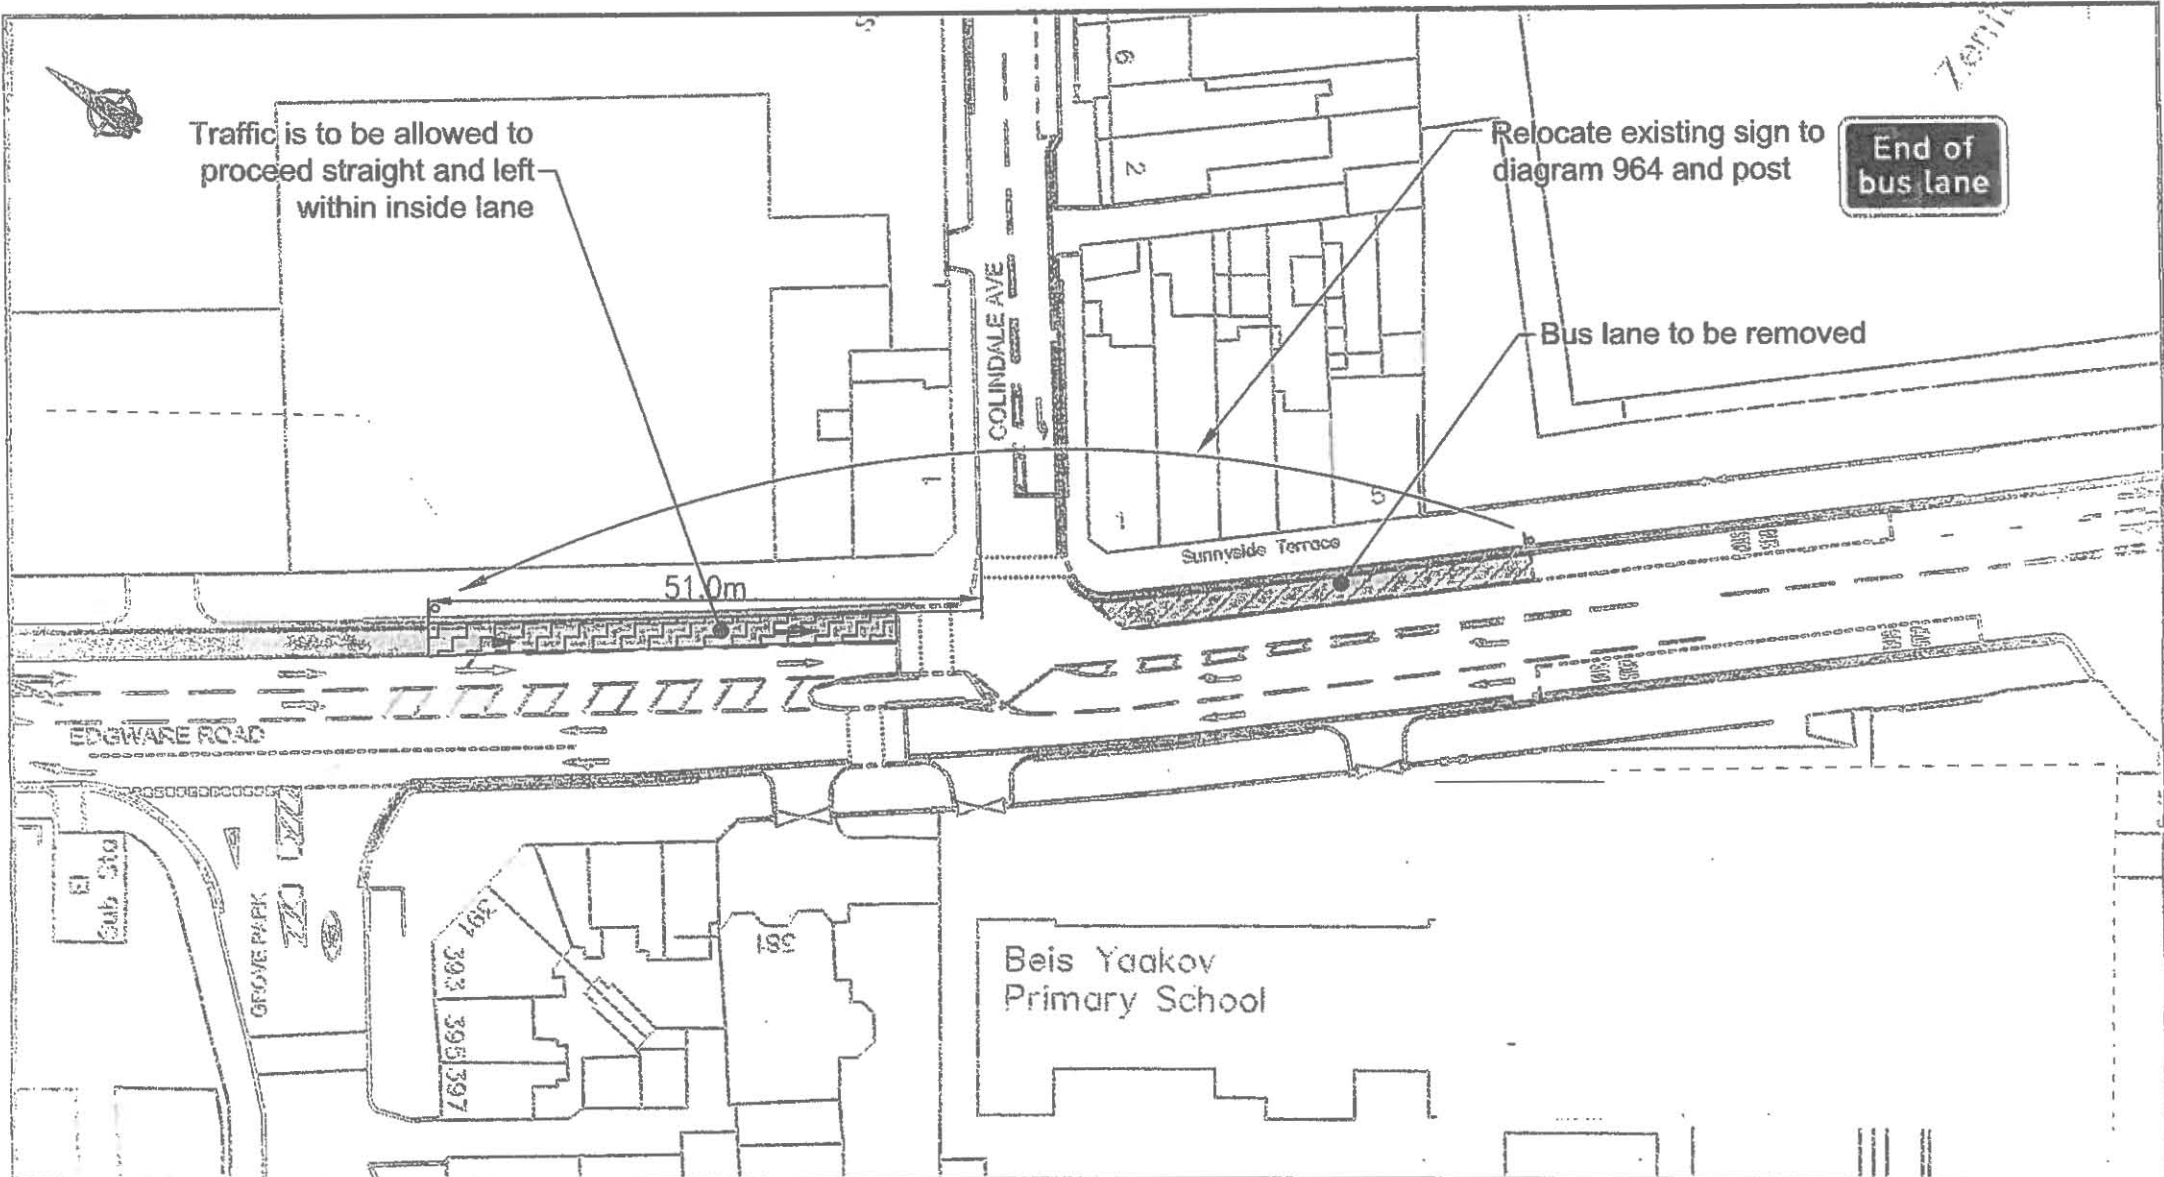 Zenit
6
2
Traffic is to be allowed to
proceed straight and left
within inside lane
Relocate existing sign to
diagram 964 and post
End of
bus lane
COLINDALE AVE
Bus lane to be removed
1
1
5
Sunnyside Terrace
51.0m
EDGWARE ROAD
El
Sub Sta
GROVE PARK
391
393
395
397
381
Beis Yaakov
Primary School